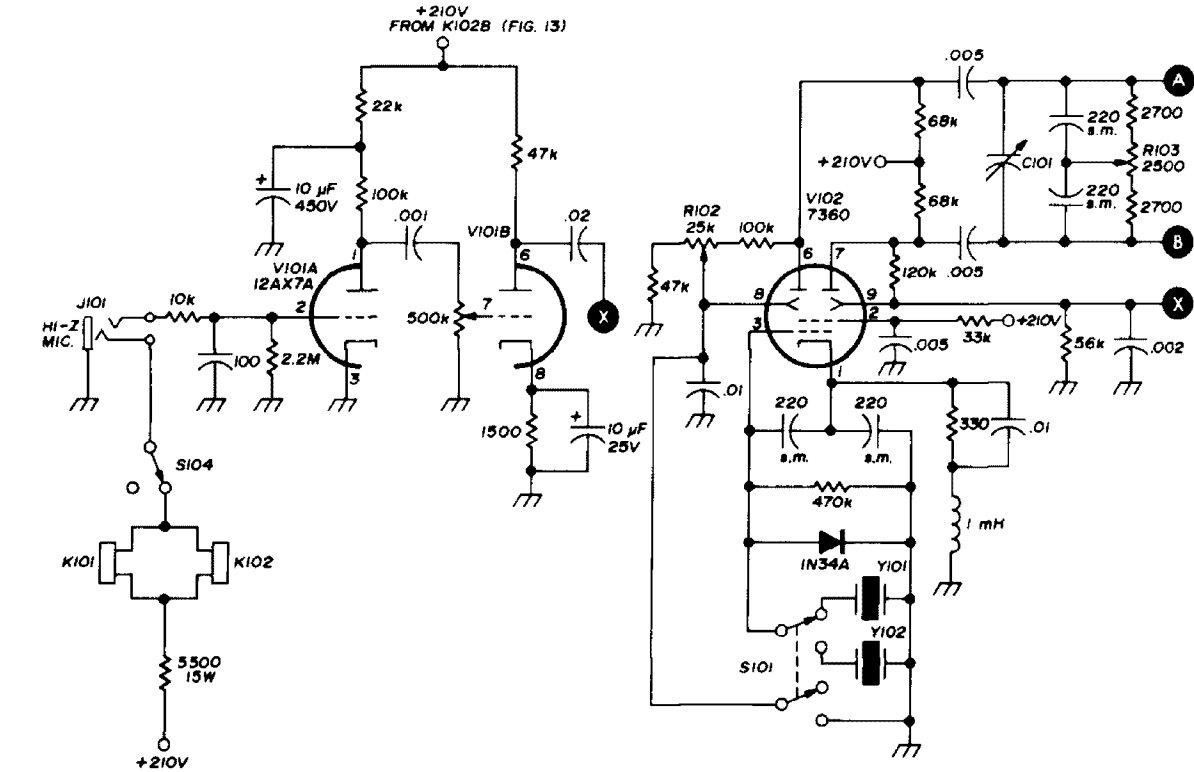 +210V
FROM K102B (FIG. 13)
22k
47k
+
10 µF
450V
100k
.001
V101B
.02
1
6
V101A
12AX7A
J101
HI-Z
MIC.
10k
2
100
2.2M
3
500k
7
X
8
1500
+
10 µF
25V
S104
K101
K102
+210V
15W
R102
25k
100k
47k
V102
7360
6
7
8
9
3
2
1
.005
68k
+210V
68k
.005
120k
C101
220
s.m.
220
s.m.
2700
R103
2500
2700
A
B
X
.005
33k
+210V
56k
.002
.01
220
s.m.
220
s.m.
330
.01
470k
1N34A
1 mH
Y101
Y102
S101